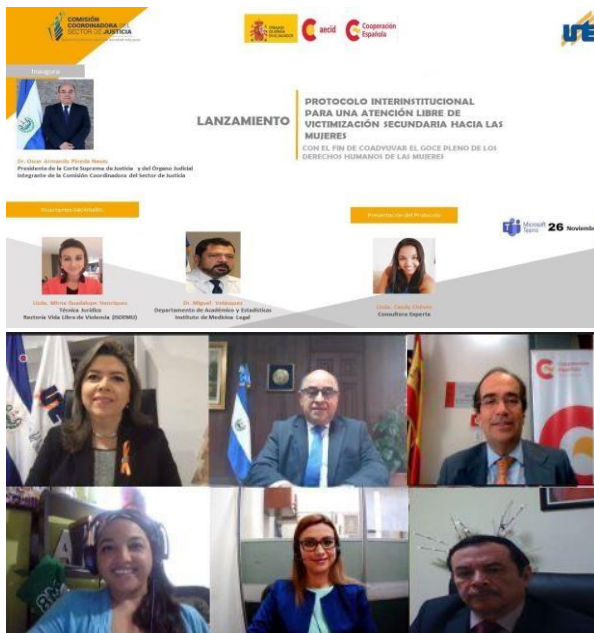 COMISIÓN
COORDINADORA DEL
SECTOR DE JUSTICIA
aecid
Cooperación
Española
UTE
Inaugura
LANZAMIENTO
PROTOCOLO INTERINSTITUCIONAL
PARA UNA ATENCIÓN LIBRE DE
VICTIMIZACIÓN SECUNDARIA HACIA LAS
MUJERES
CON EL FIN DE COADYUVAR EL GOCE PLENO DE LOS
DERECHOS HUMANOS DE LAS MUJERES
Dr. Oscar Armando Pineda Navas
Presidente de la Corte Suprema de Justicia y del Órgano Judicial
Integrante de la Comisión Coordinadora del Sector de Justicia
Presentación del Protocolo
Microsoft
Teams
26 Noviembre
Licda. Mirna Guadalupe
Técnica Jurídica
Rectoría Vida Libre de Violencia (ISDEMU)
Dr. Miguel Velásquez
Departamento de Académico y Estadísticas
Instituto de Medicina Legal
Licda. Candy Chévez
Consultora Experta
Cooperación
Española